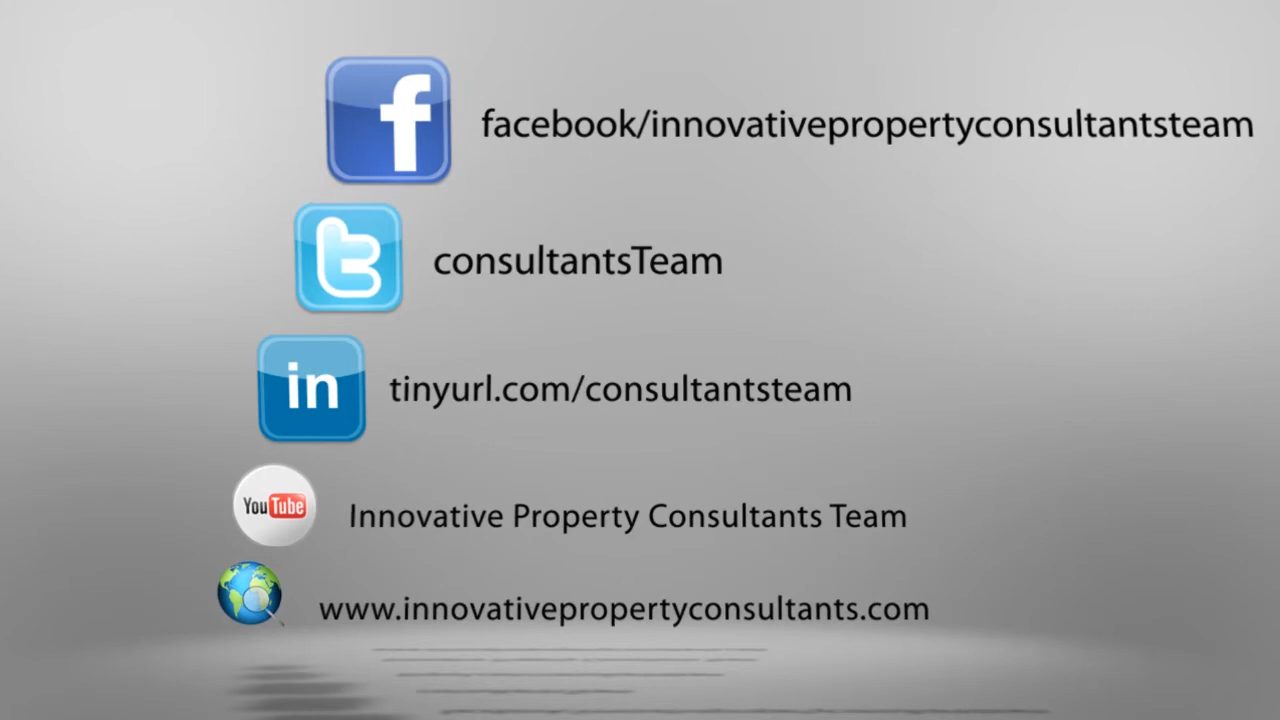 f facebook/innovativepropertyconsultantsteam
t consultantsTeam
in tinyurl.com/consultantsteam
YouTube Innovative Property Consultants Team
www.innovativepropertyconsultants.com